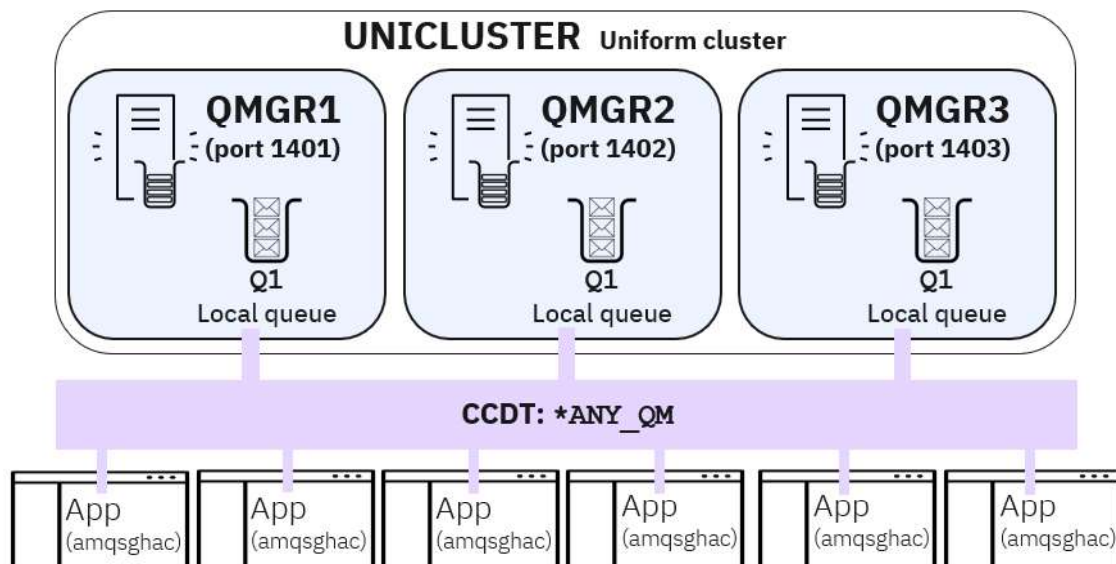 UNICLUSTER Uniform cluster
QMGR1
(port 1401)
Q1
Local queue
QMGR2
(port 1402)
Q1
Local queue
QMGR3
(port 1403)
Q1
Local queue
CCDT: *ANY_QM
App
(amqsghac)
App
(amqsghac)
App
(amqsghac)
App
(amqsghac)
App
(amqsghac)
App
(amqsghac)